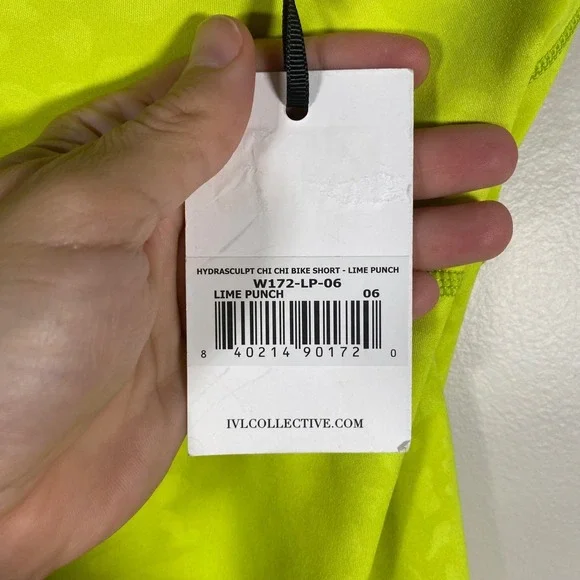 HYDRASCULPT CHI CHI BIKE SHORT - LIME PUNCH
W172-LP-06
LIME PUNCH 06
8 40214 90172 0
IVLCOLLECTIVE.COM